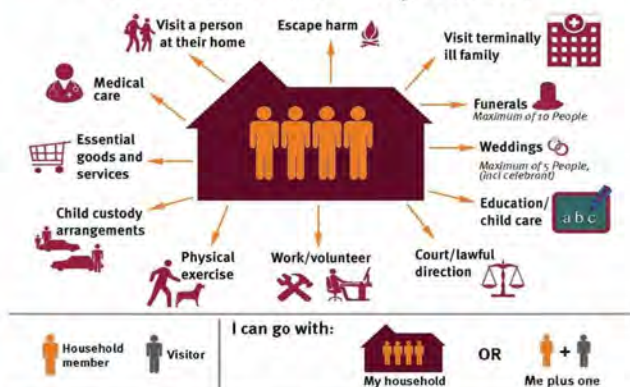 Visit a person
at their home
Escape harm
Visit terminally
ill family
Medical
care
Funerals
Maximum of 10 People
Essential
goods and
services
Weddings
Maximum of 5 People,
(incl celebrant)
Child custody
arrangements
Education/
child care
a b c
Physical
exercise
Work/volunteer
Court/lawful
direction
Household
member
Visitor
I can go with:
My household
OR
+
Me plus one